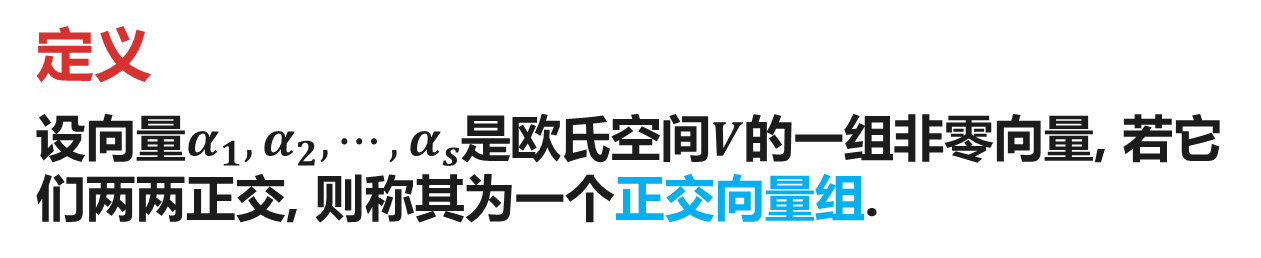 定义
设向量α₁, α₂, ⋯, αₛ是欧氏空间V的一组非零向量, 若它
们两两正交, 则称其为一个正交向量组.